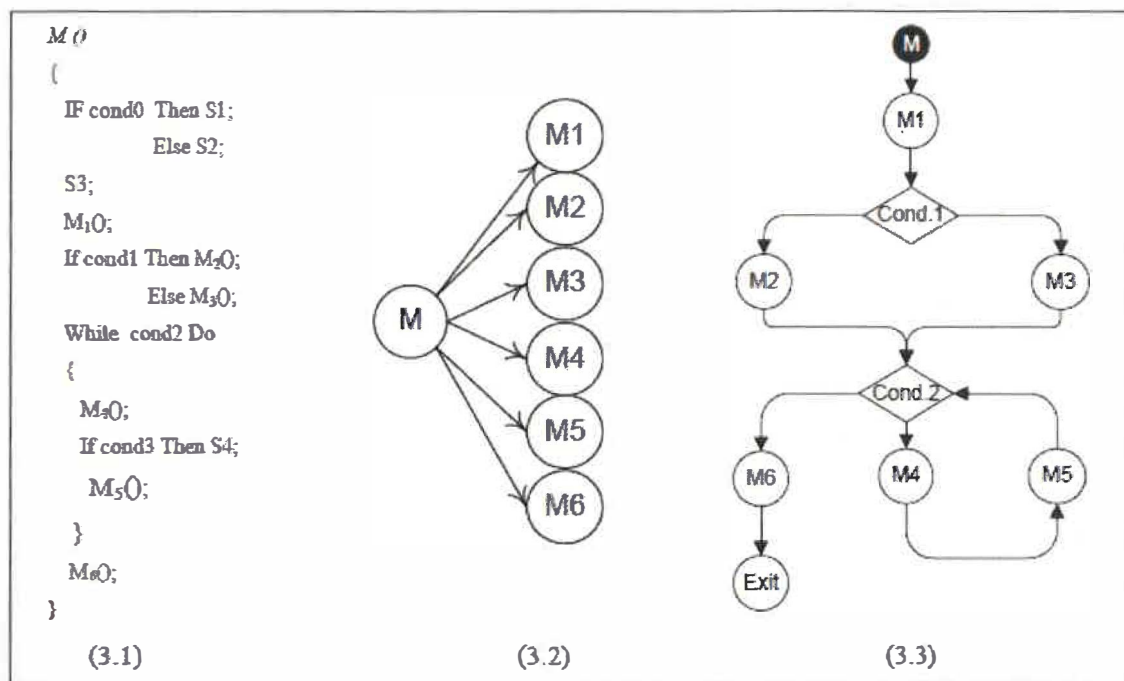 M ()
{
IF cond0 Then S1;
Else S2;
S3;
M₁();
If cond1 Then M₂();
Else M₃();
While cond2 Do
{
M₄();
If cond3 Then S4;
M₅();
}
M₆();
}
(3.1)
M
M1
M2
M3
M4
M5
M6
(3.2)
M
M1
Cond.1
M2
M3
Cond.2
M6
M4
M5
Exit
(3.3)